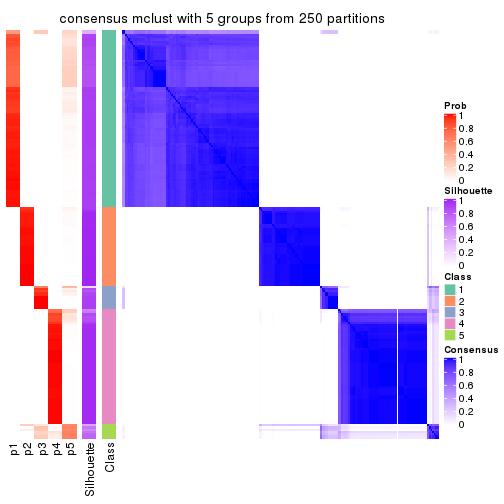 consensus mclust with 5 groups from 250 partitions
Prob
1
0.8
0.6
0.4
0.2
0
Silhouette
1
0.8
0.6
0.4
0.2
0
Class
1
2
3
4
5
Consensus
1
0.8
0.6
0.4
0.2
0
p1
p2
p3
p4
p5
Silhouette
Class